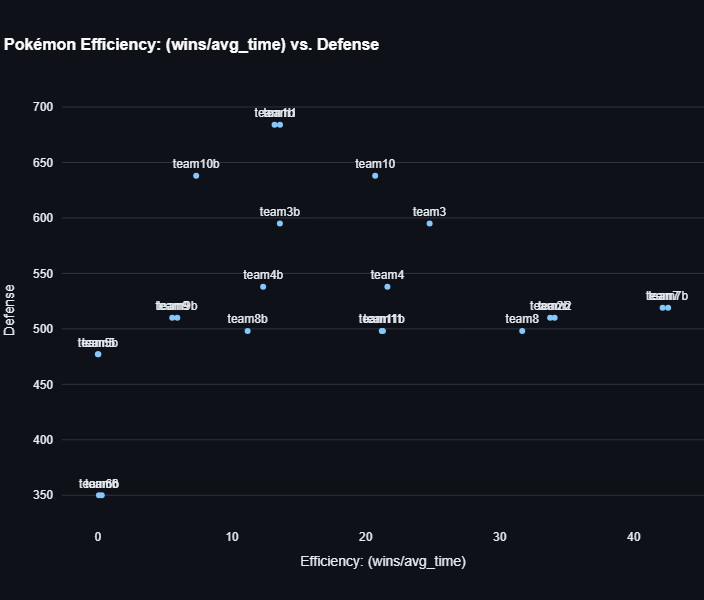 Pokémon Efficiency: (wins/avg_time) vs. Defense
700
650
600
550
500
450
400
350
Defense
team10b
team10
team3b
team3
team4b
team4
team7b
team8b
team8
0
10
20
30
40
Efficiency: (wins/avg_time)